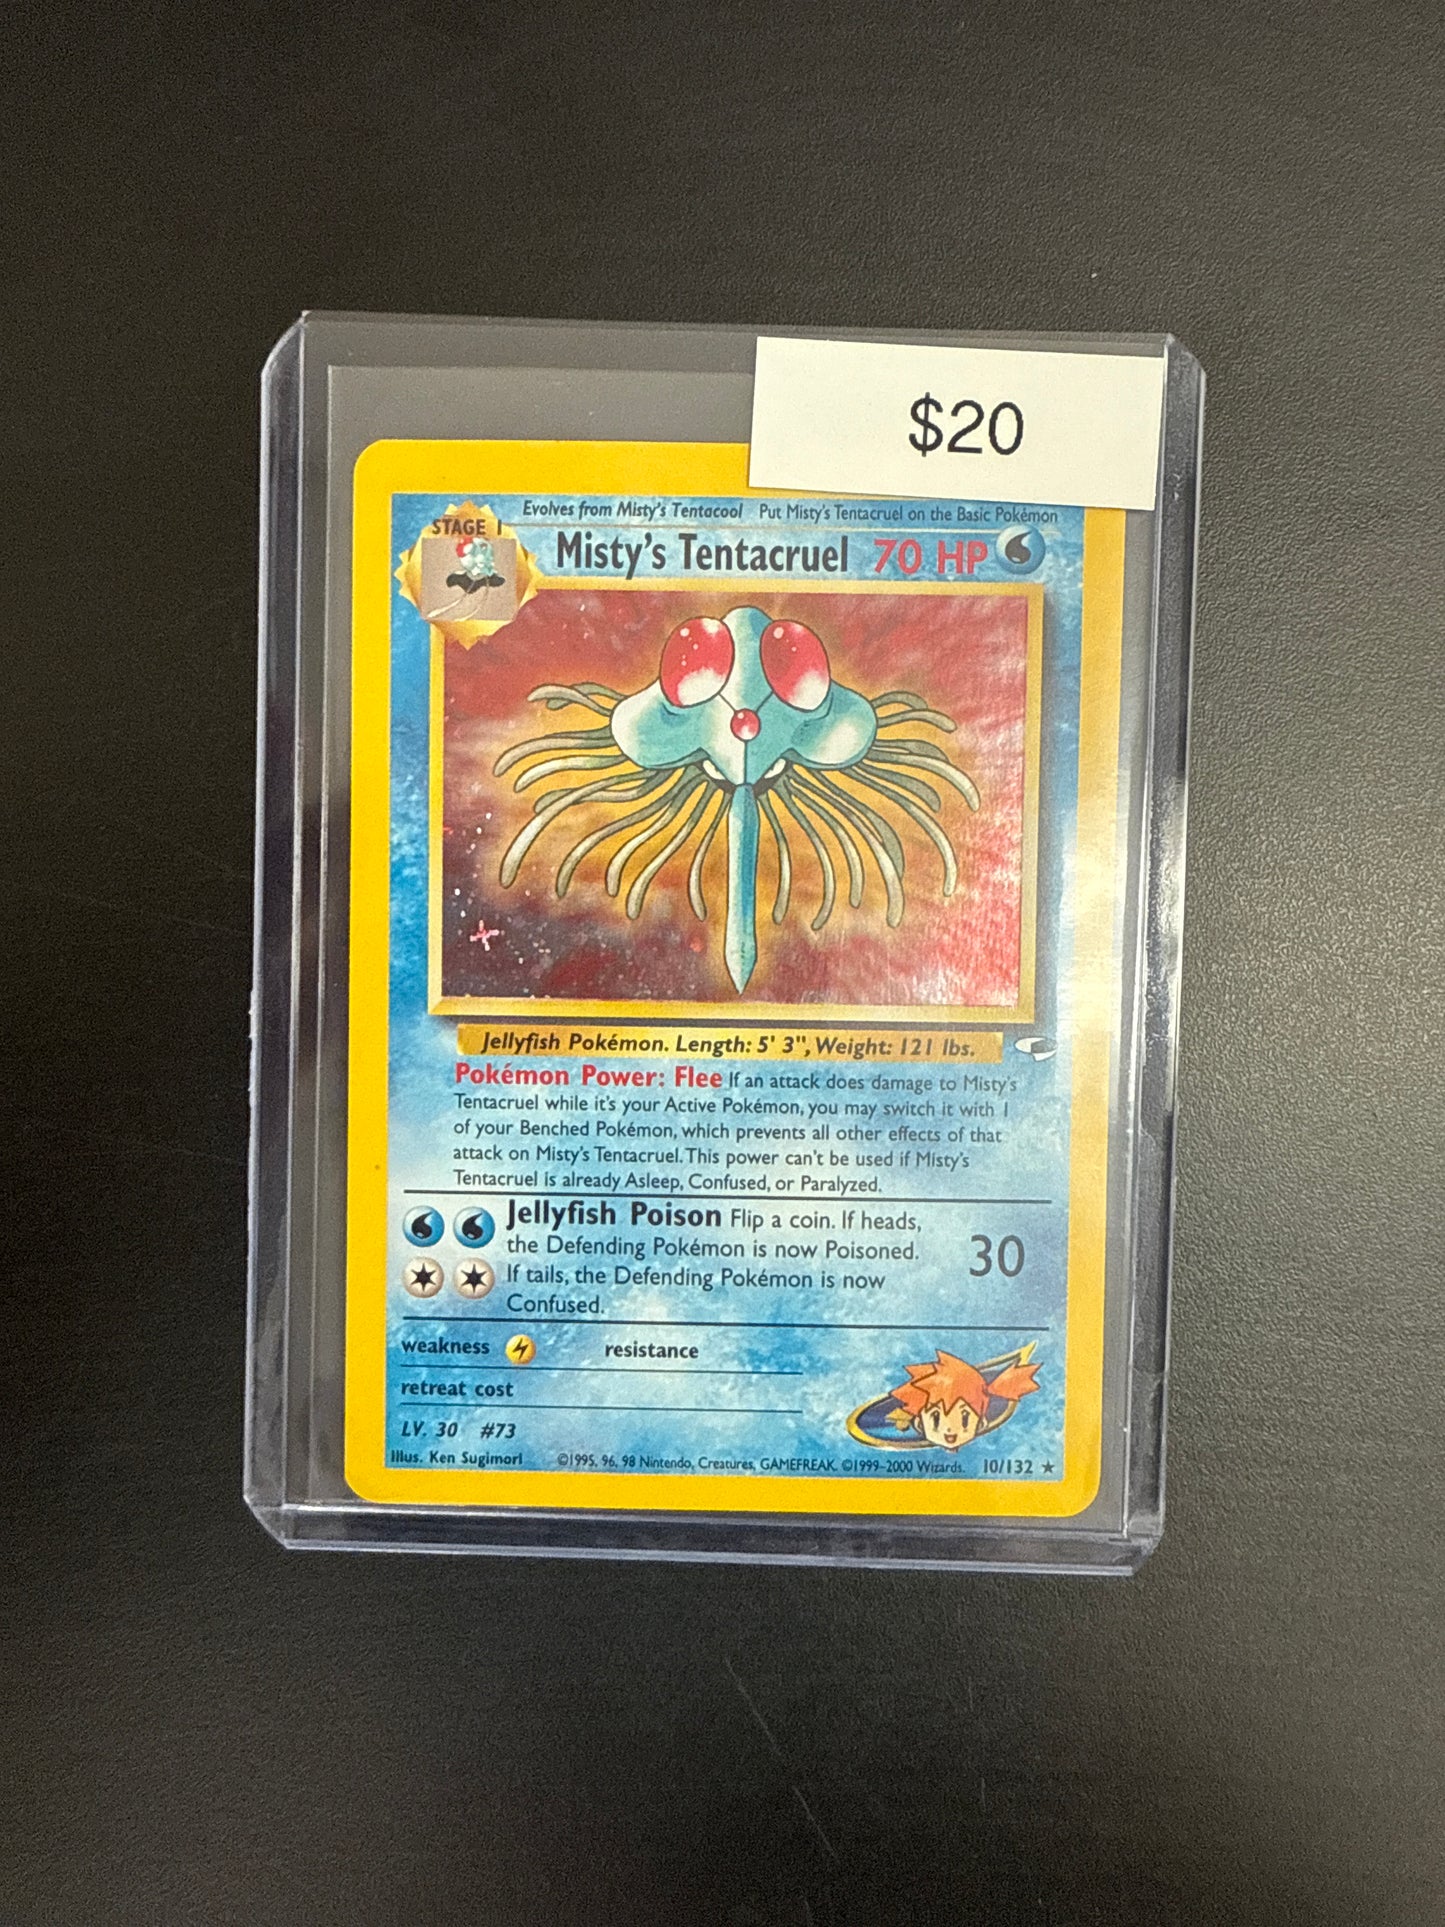 $20
Evolves from Misty's Tentacool Put Misty's Tentacruel on the Basic Pokémon
STAGE 1
Misty's Tentacruel 70 HP
Jellyfish Pokémon. Length: 5' 3", Weight: 121 lbs.
Pokémon Power: Flee If an attack does damage to Misty's
Tentacruel while it's your Active Pokémon, you may switch it with 1
of your Benched Pokémon, which prevents all other effects of that
attack on Misty's Tentacruel. This power can't be used if Misty's
Tentacruel is already Asleep, Confused, or Paralyzed.
Jellyfish Poison Flip a coin. If heads,
the Defending Pokémon is now Poisoned.
If tails, the Defending Pokémon is now
Confused.
30
weakness resistance
retreat cost
LV. 30 #73
Illus. Ken Sugimori ©1995, 96, 98 Nintendo, Creatures, GAMEFREAK. ©1999-2000 Wizards. 10/132 ★